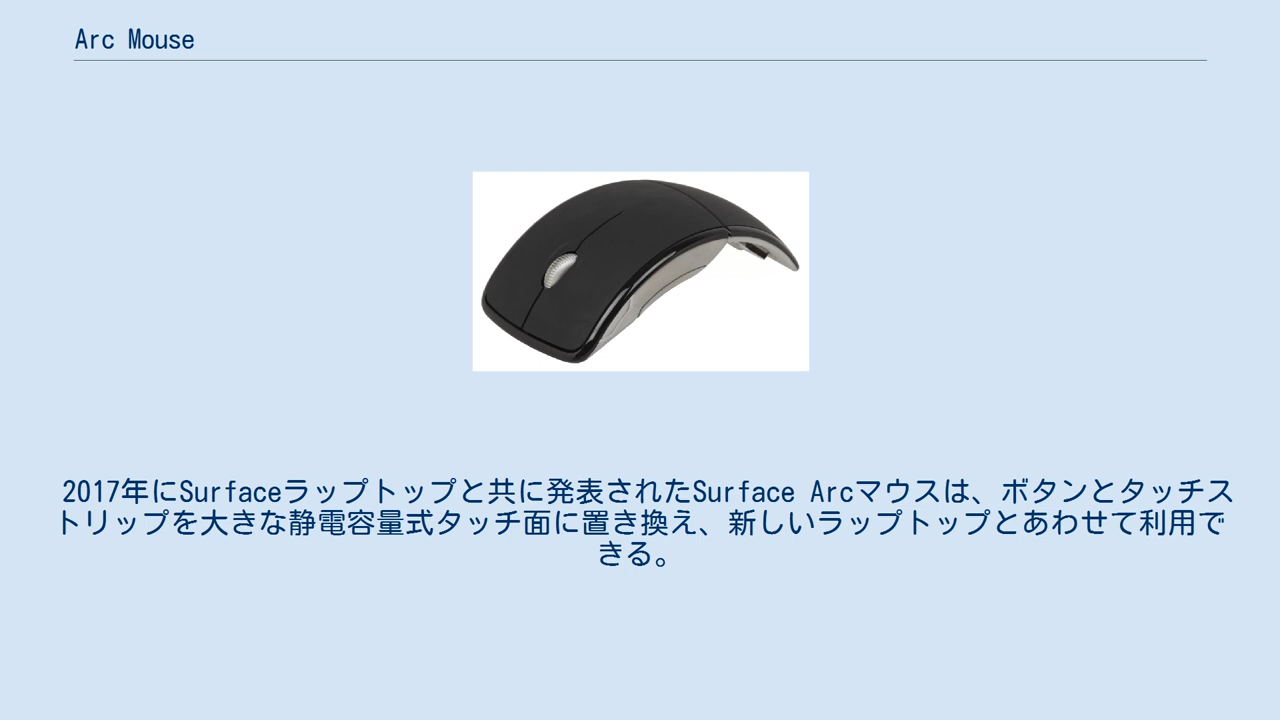 Arc Mouse
2017年にSurfaceラップトップと共に発表されたSurface Arcマウスは、ボタンとタッチス
トリップを大きな静電容量式タッチ面に置き換え、新しいラップトップとあわせて利用で
きる。